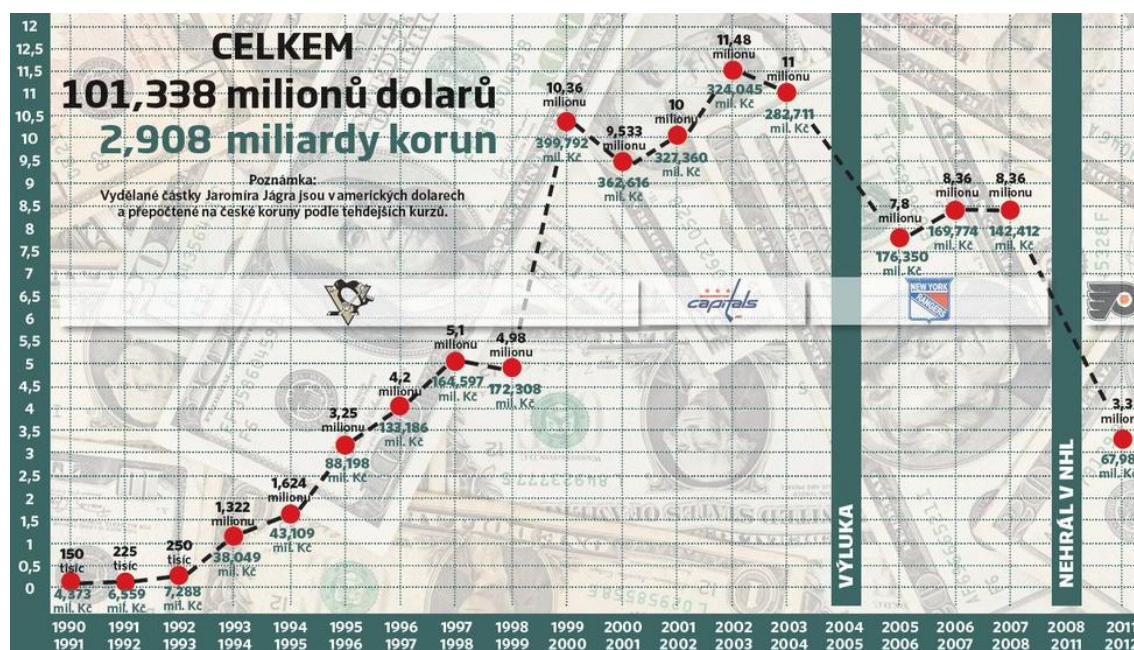 12
12,5
11,5
11
10,5
10
9,5
9
8,5
8
7,5
7
6,5
6
5,5
5
4,5
4
3,5
3
2,5
2
1,5
1
0,5
0
CELKEM
101,338 milionů dolarů
2,908 miliardy korun
Poznámka:
Vydělané částky Jaromíra Jágra jsou v amerických dolarech
a přepočtené na české koruny podle tehdejších kurzů.
150
tisíc
4,373
mil. Kč
225
tisíc
6,559
mil. Kč
250
tisíc
7,288
mil. Kč
1,322
milionu
38,049
mil. Kč
1,624
milionu
43,109
mil. Kč
3,25
milionu
88,198
mil. Kč
4,2
milionu
133,186
mil. Kč
5,1
milionu
164,597
mil. Kč
4,98
milionu
172,308
mil. Kč
10,36
milionu
399,792
mil. Kč
9,533
milionu
362,616
mil. Kč
10
milionu
327,360
mil. Kč
11,48
milionu
324,045
mil. Kč
11
milionu
282,711
mil. Kč
7,8
milionu
176,350
mil. Kč
8,36
milionu
169,774
mil. Kč
8,36
milionu
142,412
mil. Kč
capitals
NEW YORK
RANGERS
VÝLUKA
NEHRÁL V NHL
1990 1991 1992 1993 1994 1995 1996 1997 1998 1999 2000 2001 2002 2003 2004 2005 2006 2007 2008 2011
1991 1992 1993 1994 1995 1996 1997 1998 1999 2000 2001 2002 2003 2004 2005 2006 2007 2008 2011 2012